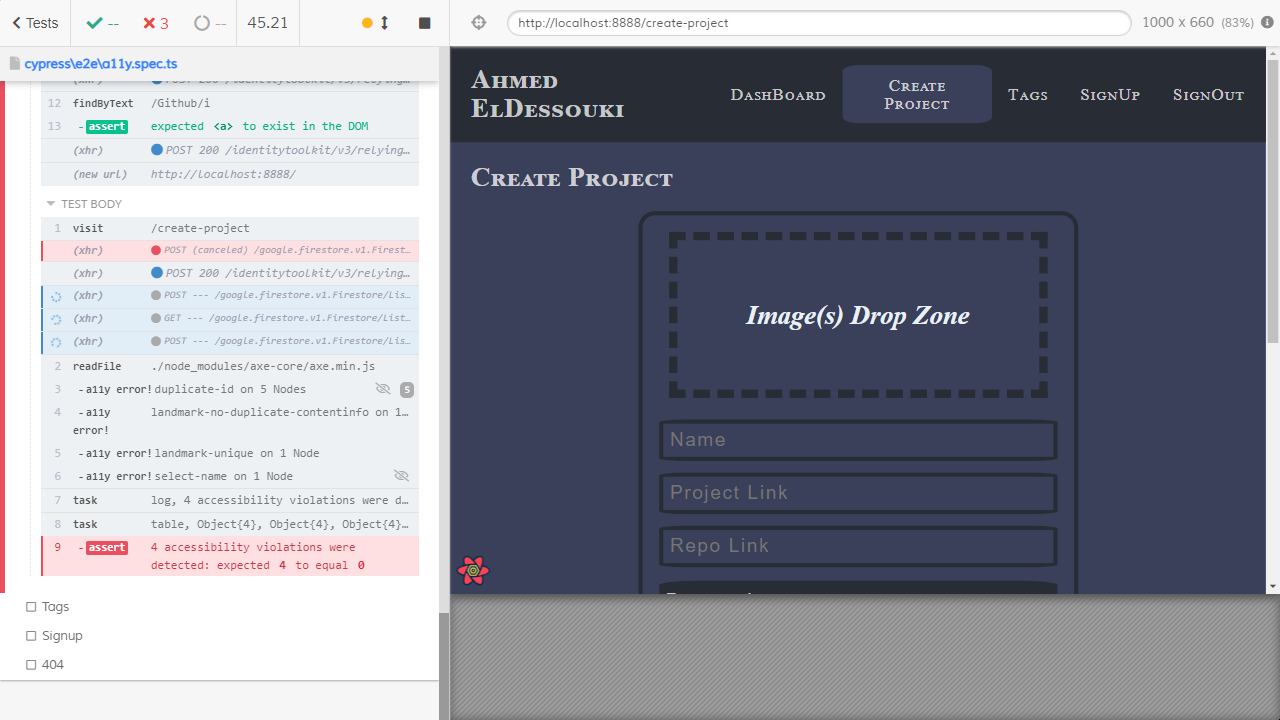 Tests
--
3
--
45.21
http://localhost:8888/create-project
1000 x 660 (83%)
cypress\e2e\a11y.spec.ts
(xhr) POST 200 /identitytoolkit/v3/relying...
12 findByText /Github/i
13 -assert expected <a> to exist in the DOM
(xhr) POST 200 /identitytoolkit/v3/relying...
(new url) http://localhost:8888/
TEST BODY
1 visit /create-project
(xhr) POST (canceled) /google.firestore.v1.Firest...
(xhr) POST 200 /identitytoolkit/v3/relying...
(xhr) POST --- /google.firestore.v1.Firestore/Lis...
(xhr) GET --- /google.firestore.v1.Firestore/List...
(xhr) POST --- /google.firestore.v1.Firestore/Lis...
2 readFile ./node_modules/axe-core/axe.min.js
3 -a11y error! duplicate-id on 5 Nodes 5
4 -a11y landmark-no-duplicate-contentinfo on 1...
error!
5 -a11y error! landmark-unique on 1 Node
6 -a11y error! select-name on 1 Node
7 task log, 4 accessibility violations were d...
8 task table, Object{4}, Object{4}, Object{4}...
9 -assert 4 accessibility violations were
detected: expected 4 to equal 0
Tags
Signup
404
Ahmed
ElDessouki
DashBoard
Create
Project
Tags
SignUp
SignOut
Create Project
Image(s) Drop Zone
Name
Project Link
Repo Link